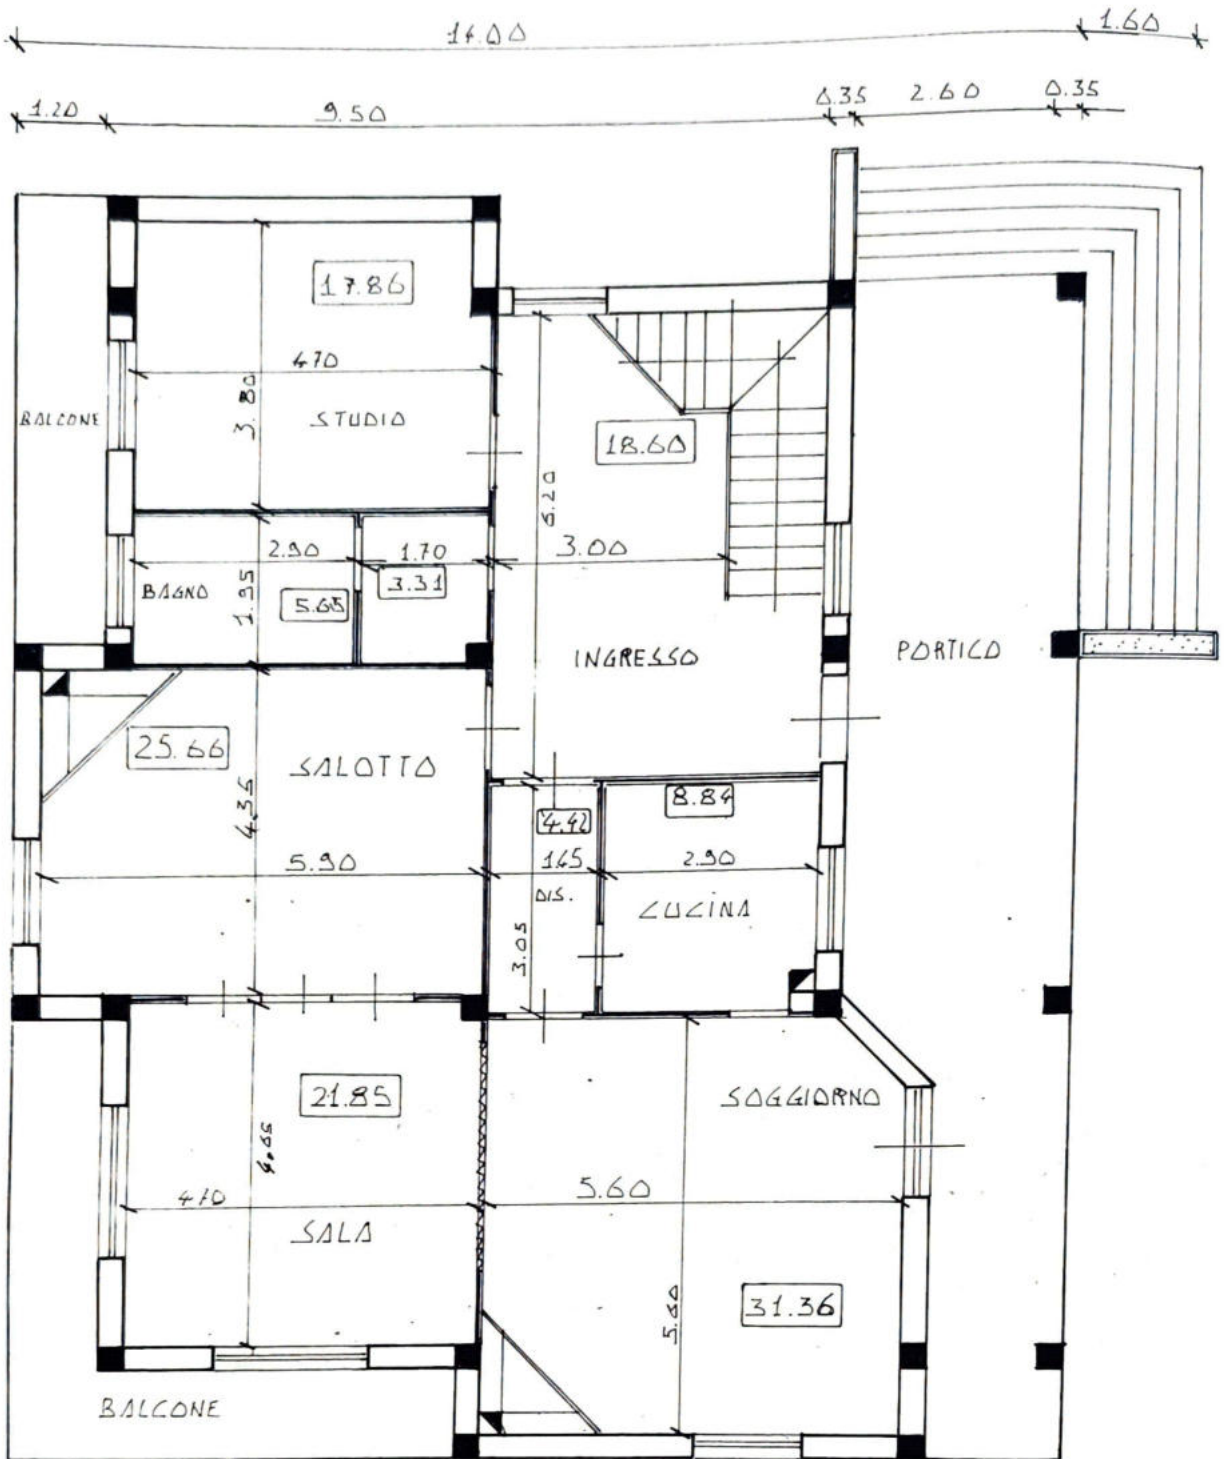 14.00
1.60
1.20
9.50
0.35
2.60
0.35
17.86
4.70
3.80
STUDIO
BALCONE
18.60
6.20
3.00
2.90
1.70
3.31
BAGNO
5.65
1.95
INGRESSO
PORTICO
25.66
SALOTTO
4.35
5.90
8.84
4.42
1.45
2.90
DIS.
CUCINA
3.05
21.85
SOGGIORNO
4.65
4.70
5.60
SALA
31.36
5.60
BALCONE